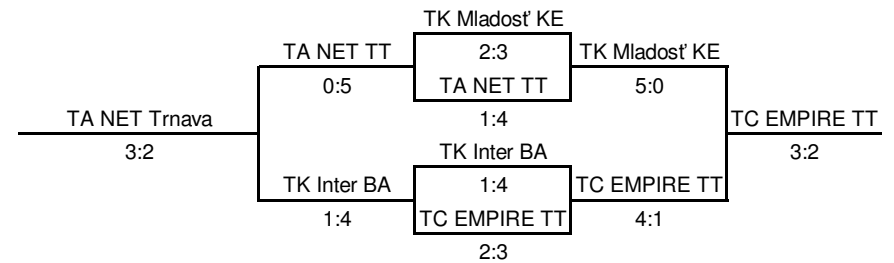 TK Mladosť KE
TA NET TT 2:3 TK Mladosť KE
0:5 TA NET TT 5:0
TA NET Trnava 1:4 TC EMPIRE TT
3:2 TK Inter BA 3:2
TK Inter BA 1:4 TC EMPIRE TT
1:4 TC EMPIRE TT 4:1
2:3